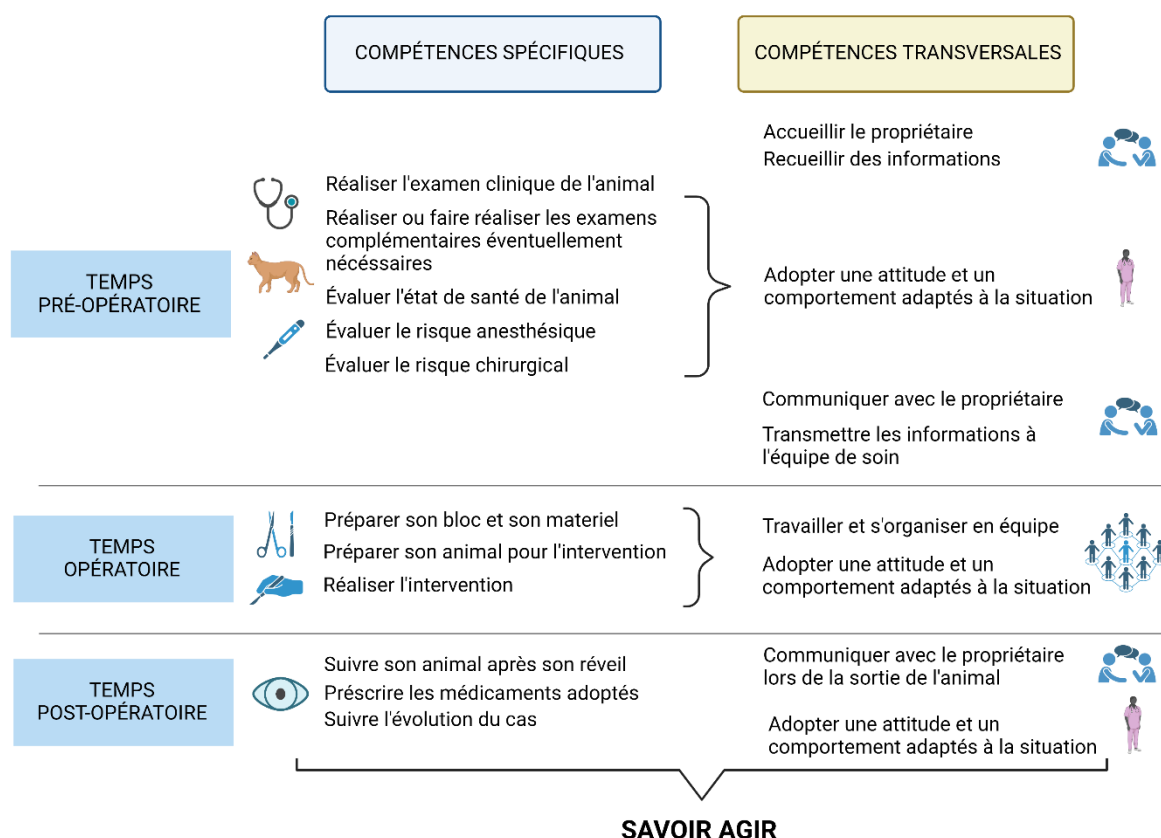 COMPÉTENCES SPÉCIFIQUES
COMPÉTENCES TRANSVERSALES
TEMPS
PRÉ-OPÉRATOIRE
Réaliser l'examen clinique de l'animal
Réaliser ou faire réaliser les examens
complémentaires éventuellement
nécéssaires
Évaluer l'état de santé de l'animal
Évaluer le risque anesthésique
Évaluer le risque chirurgical
Accueillir le propriétaire
Recueillir des informations
Adopter une attitude et un
comportement adaptés à la situation
Communiquer avec le propriétaire
Transmettre les informations à
l'équipe de soin
TEMPS
OPÉRATOIRE
Préparer son bloc et son materiel
Préparer son animal pour l'intervention
Réaliser l'intervention
Travailler et s'organiser en équipe
Adopter une attitude et un
comportement adaptés à la situation
TEMPS
POST-OPÉRATOIRE
Suivre son animal après son réveil
Préscrire les médicaments adoptés
Suivre l'évolution du cas
Communiquer avec le propriétaire
lors de la sortie de l'animal
Adopter une attitude et un
comportement adaptés à la situation
SAVOIR AGIR